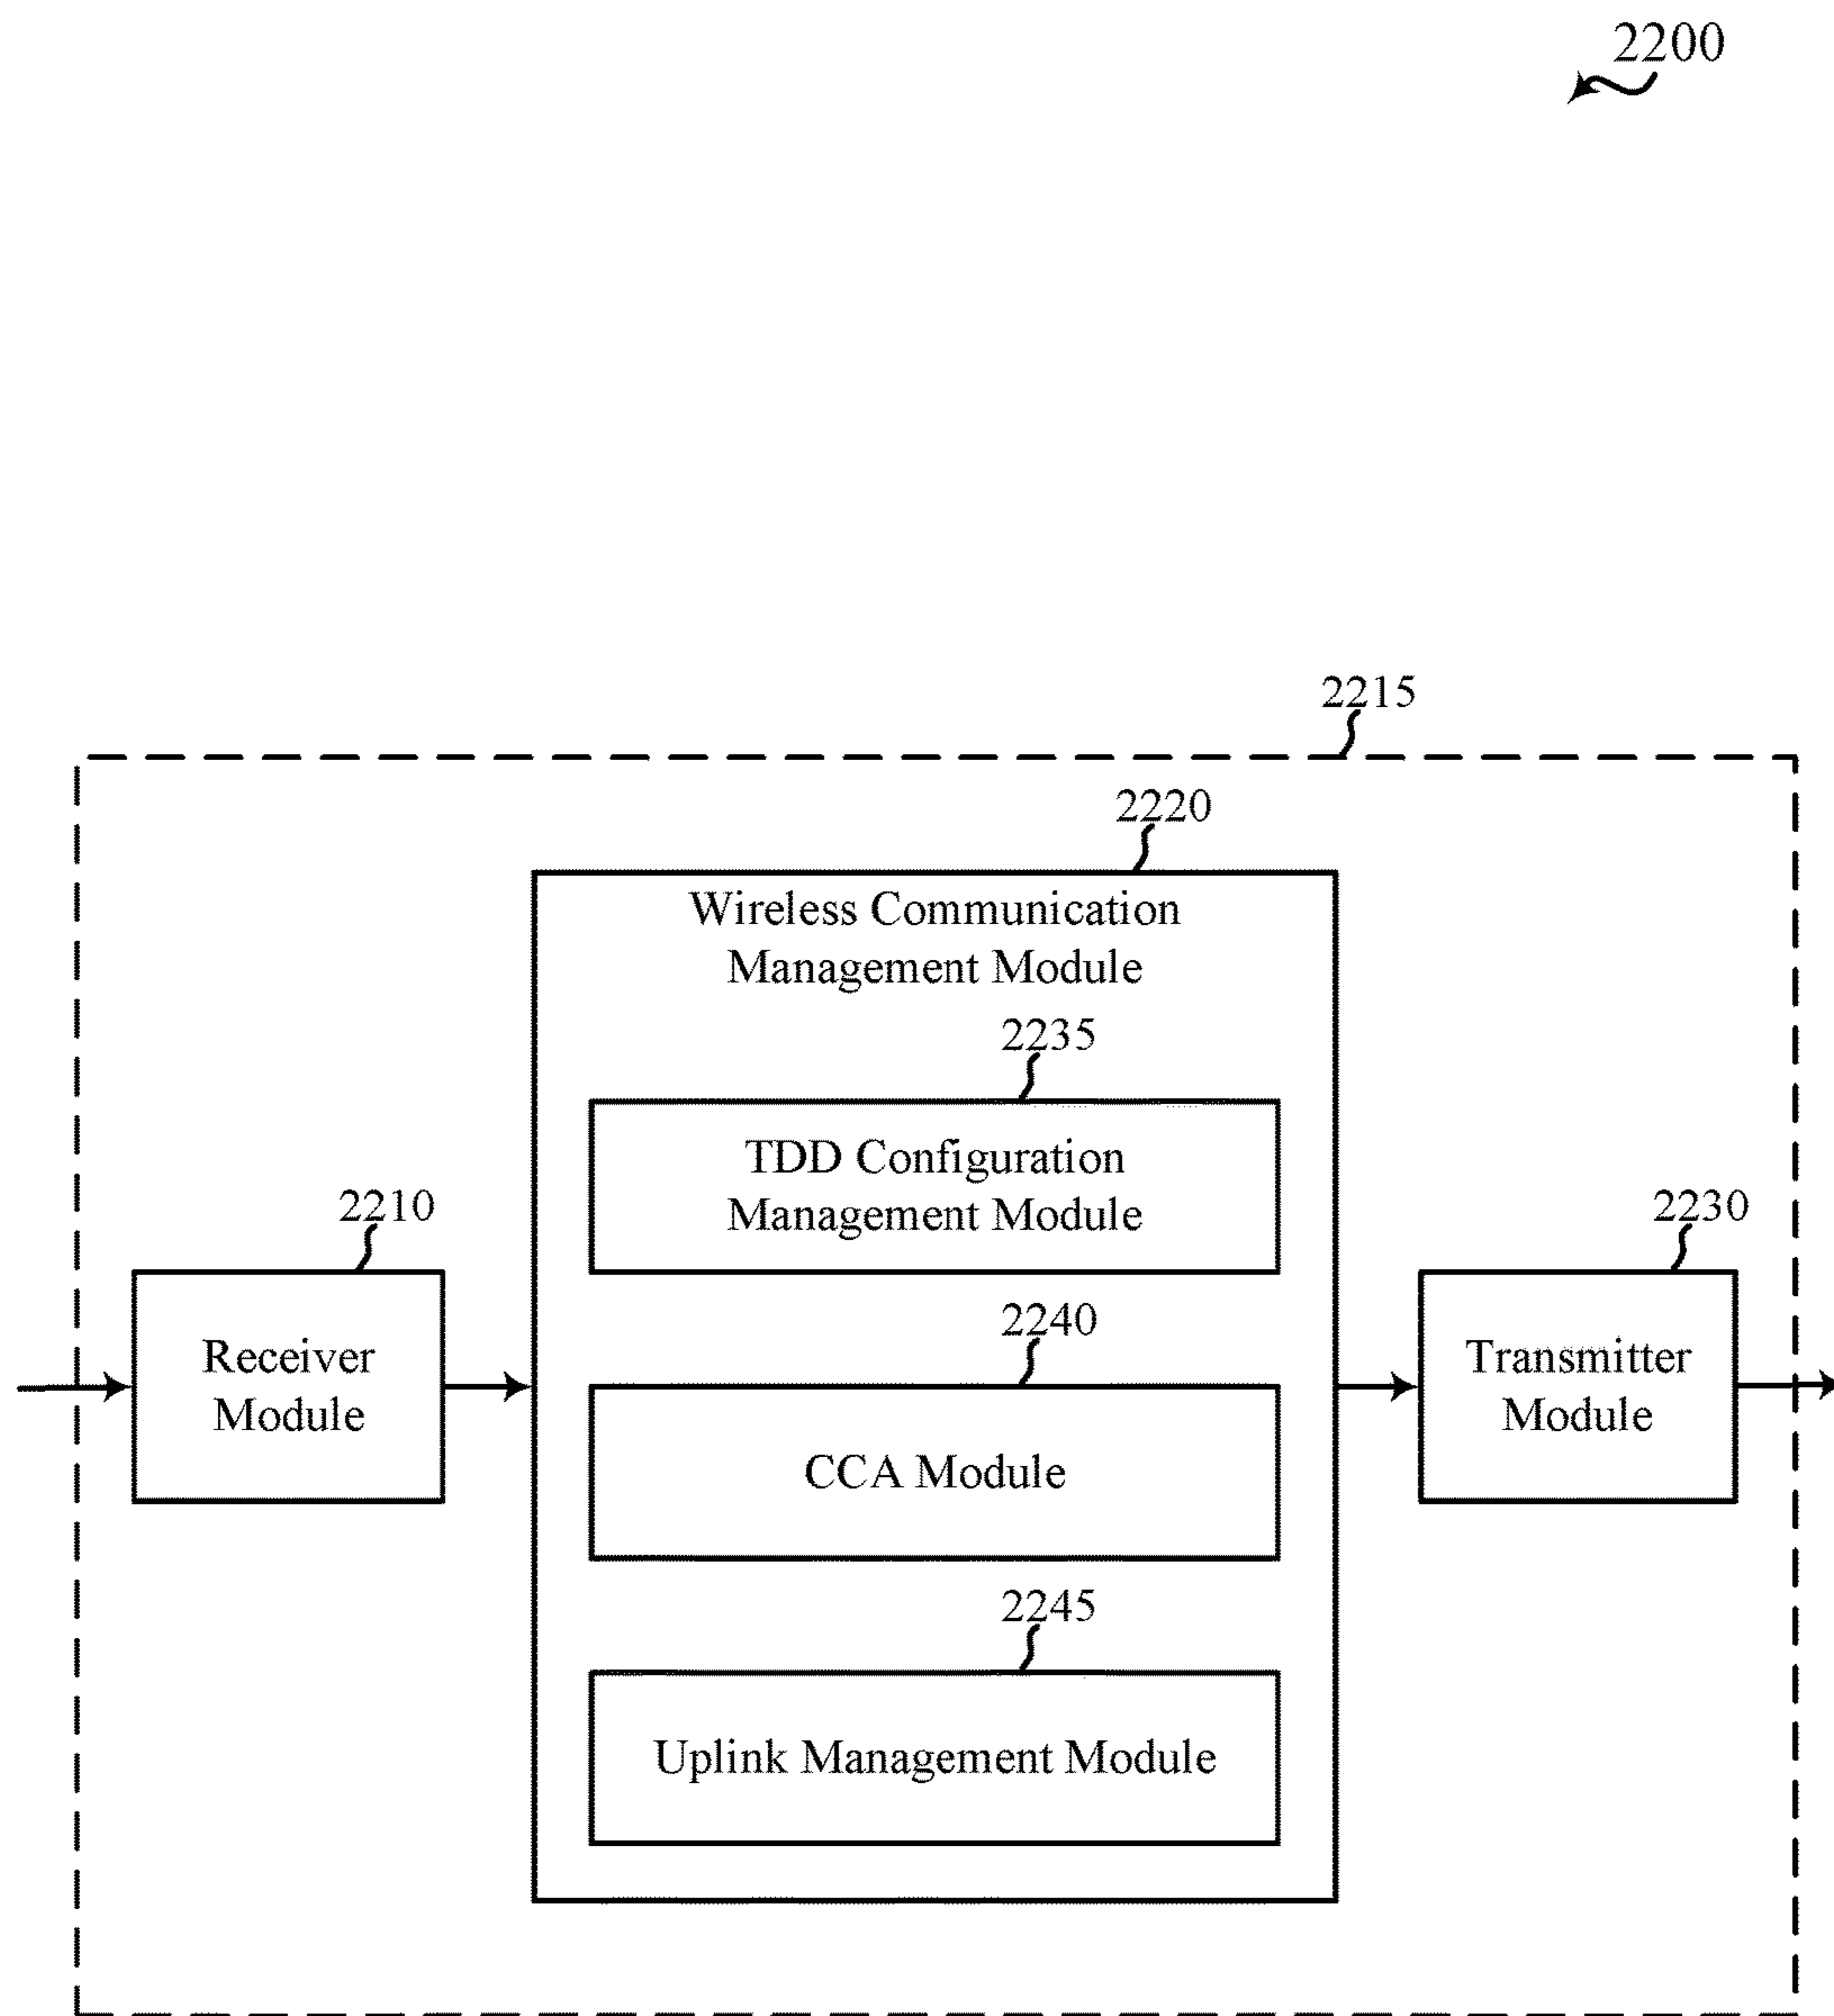 2200
2215
2220
Wireless Communication
Management Module
2235
TDD Configuration
Management Module
2210
Receiver
Module
2240
CCA Module
2230
Transmitter
Module
2245
Uplink Management Module